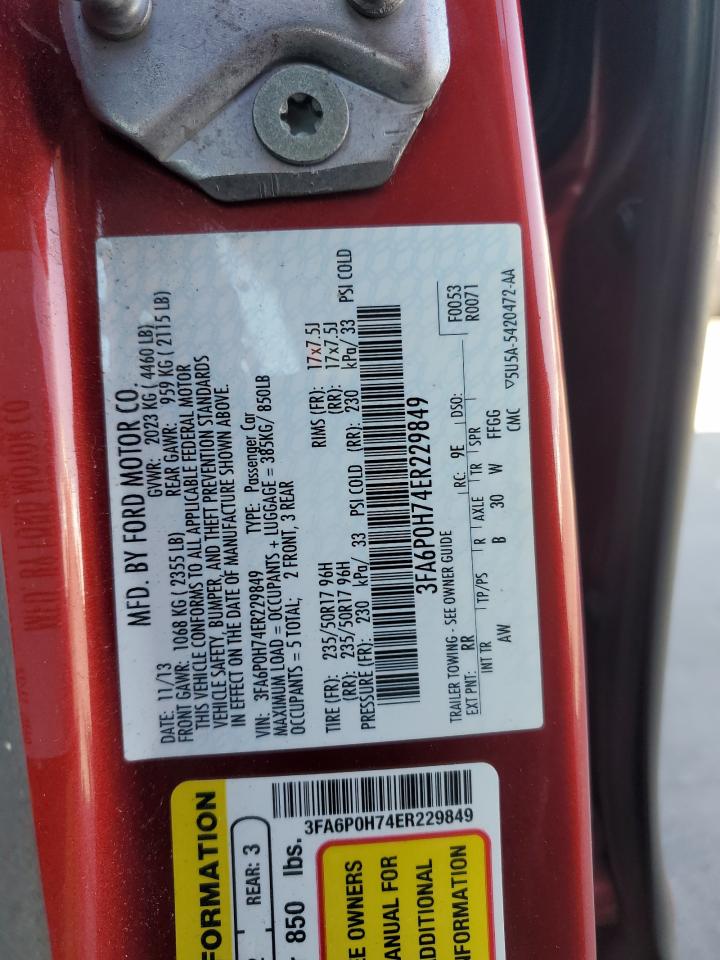 MFD. BY FORD MOTOR CO.
DATE: 11/13 GVWR: 2023 KG ( 4460 LB)
FRONT GAWR: 1068 KG ( 2355 LB) REAR GAWR: 959 KG ( 2115 LB)
THIS VEHICLE CONFORMS TO ALL APPLICABLE FEDERAL MOTOR
VEHICLE SAFETY, BUMPER, AND THEFT PREVENTION STANDARDS
IN EFFECT ON THE DATE OF MANUFACTURE SHOWN ABOVE.
VIN: 3FA6P0H74ER229849 TYPE: Passenger Car
MAXIMUM LOAD = OCCUPANTS + LUGGAGE = 385KG/ 850LB
OCCUPANTS = 5 TOTAL; 2 FRONT, 3 REAR
TIRE (FR): 235/50R17 96H RIMS (FR): 17x7.5J
(RR): 235/50R17 96H (RR): 17x7.5J
PRESSURE (FR): 230 kPa/ 33 PSI COLD (RR): 230 kPa/ 33 PSI COLD
3FA6P0H74ER229849
F0053
R0071
TRAILER TOWING - SEE OWNER GUIDE
EXT PNT: RR RC: 9E DSO:
INT TR TP/PS R AXLE TR SPR
AW B 30 W FFGG
CMC ▽5U5A-5420472-AA
3FA6P0H74ER229849
FORMATION
REAR: 3
850 lbs.
EE OWNERS
ANUAL FOR
ADDITIONAL
NFORMATION